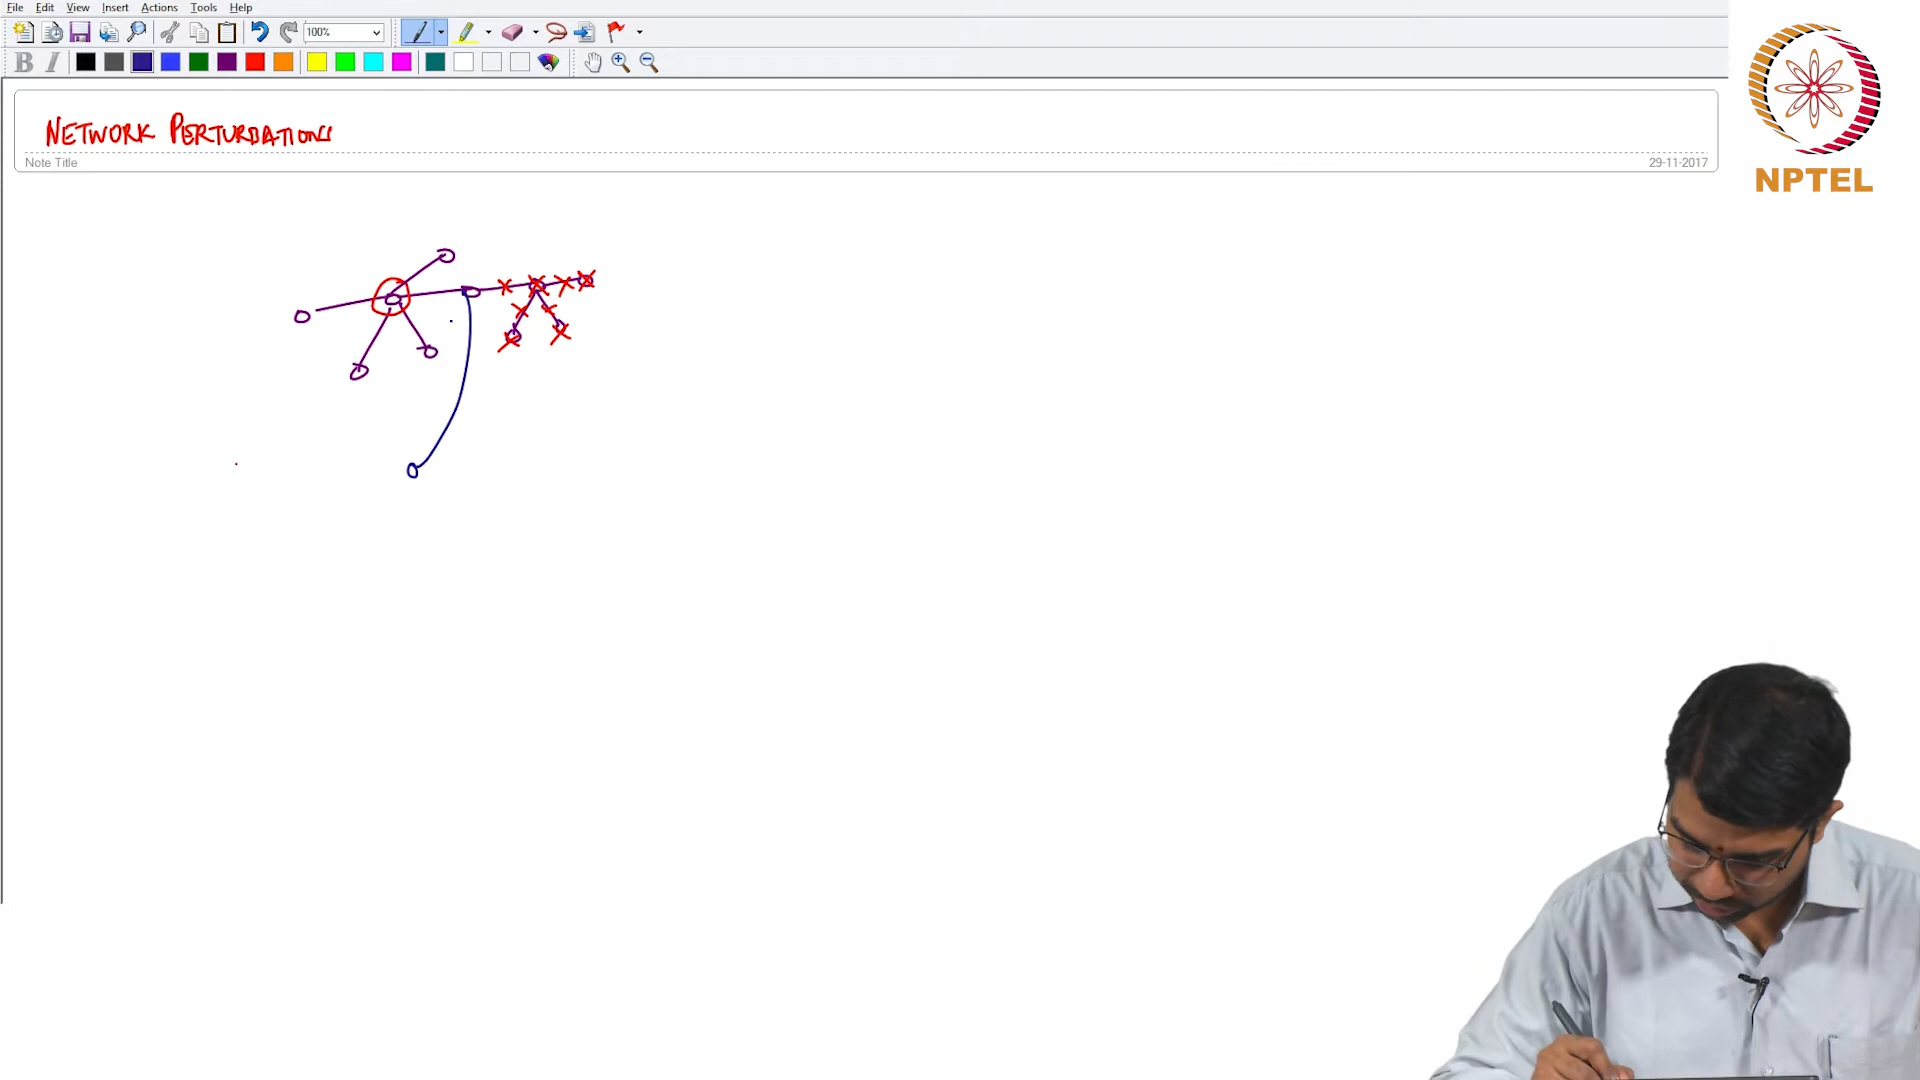 File Edit View Insert Actions Tools Help
100%
B I
NETWORK PERTURBATIONS
Note Title
29-11-2017
NPTEL